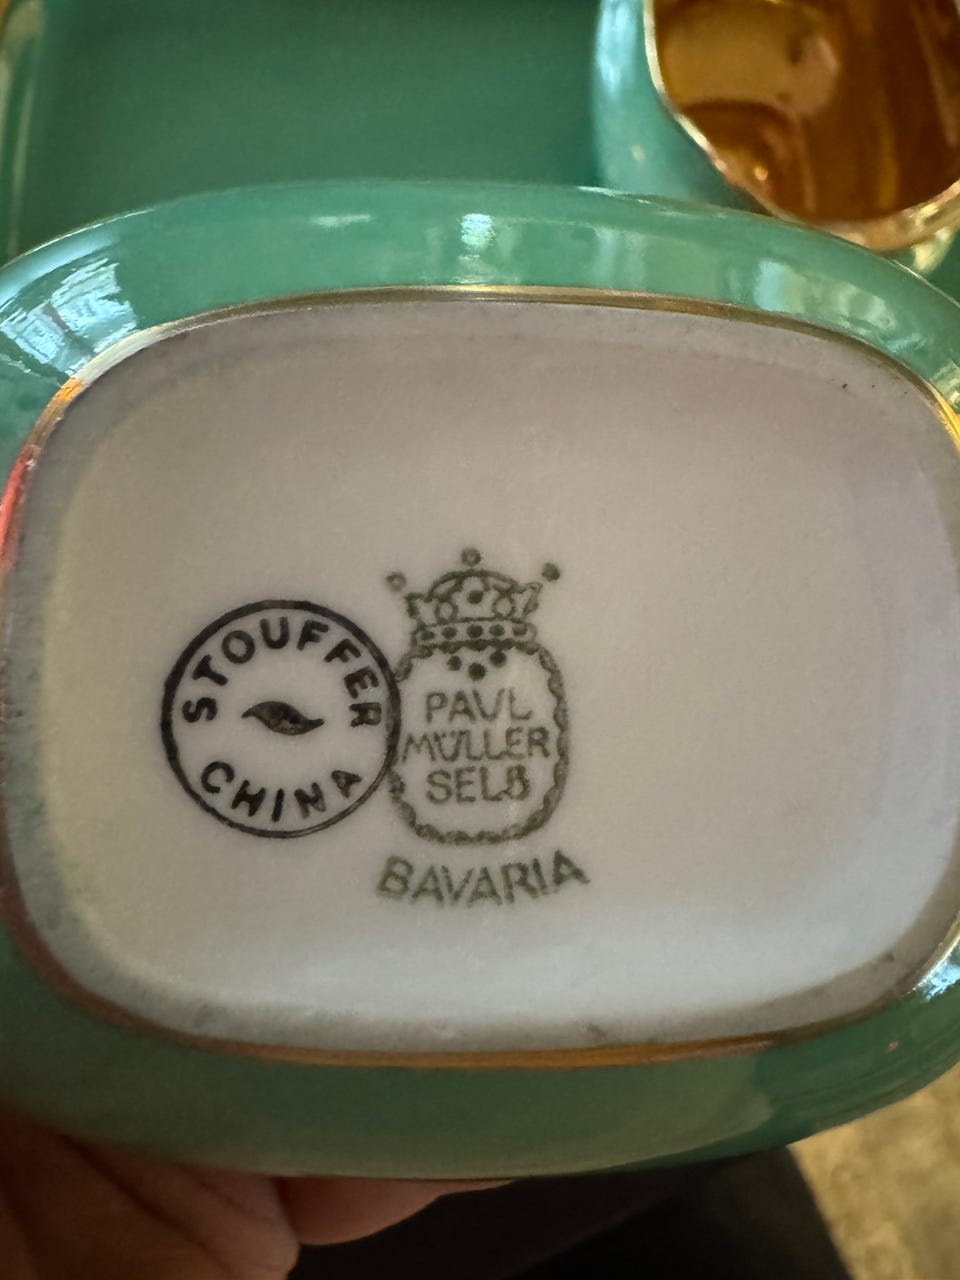 STOUFFER
CHINA
PAUL
MÜLLER
SELB
BAVARIA